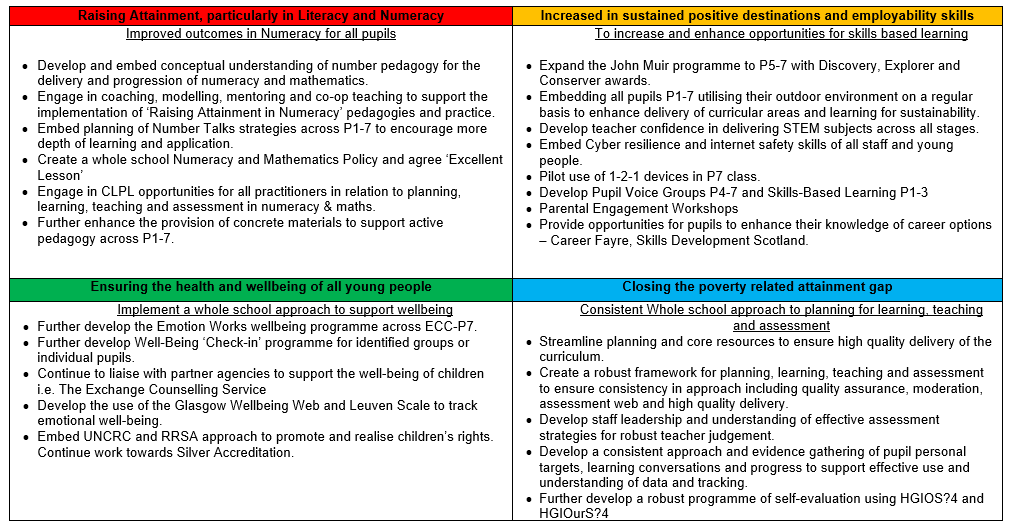 Raising Attainment, particularly in Literacy and Numeracy
Improved outcomes in Numeracy for all pupils
• Develop and embed conceptual understanding of number pedagogy for the
delivery and progression of numeracy and mathematics.
• Engage in coaching, modelling, mentoring and co-op teaching to support the
implementation of ‘Raising Attainment in Numeracy’ pedagogies and practice.
• Embed planning of Number Talks strategies across P1-7 to encourage more
depth of learning and application.
• Create a whole school Numeracy and Mathematics Policy and agree ‘Excellent
Lesson’
• Engage in CLPL opportunities for all practitioners in relation to planning,
learning, teaching and assessment in numeracy & maths.
• Further enhance the provision of concrete materials to support active
pedagogy across P1-7.
Increased in sustained positive destinations and employability skills
To increase and enhance opportunities for skills based learning
• Expand the John Muir programme to P5-7 with Discovery, Explorer and
Conserver awards.
• Embedding all pupils P1-7 utilising their outdoor environment on a regular
basis to enhance delivery of curricular areas and learning for sustainability.
• Develop teacher confidence in delivering STEM subjects across all stages.
• Embed Cyber resilience and internet safety skills of all staff and young
people.
• Pilot use of 1-2-1 devices in P7 class.
• Develop Pupil Voice Groups P4-7 and Skills-Based Learning P1-3
• Parental Engagement Workshops
• Provide opportunities for pupils to enhance their knowledge of career options
– Career Fayre, Skills Development Scotland.
Ensuring the health and wellbeing of all young people
Implement a whole school approach to support wellbeing
• Further develop the Emotion Works wellbeing programme across ECC-P7.
• Further develop Well-Being ‘Check-in’ programme for identified groups or
individual pupils.
• Continue to liaise with partner agencies to support the well-being of children
i.e. The Exchange Counselling Service
• Develop the use of the Glasgow Wellbeing Web and Leuven Scale to track
emotional well-being.
• Embed UNCRC and RRSA approach to promote and realise children’s rights.
Continue work towards Silver Accreditation.
Closing the poverty related attainment gap
Consistent Whole school approach to planning for learning, teaching
and assessment
• Streamline planning and core resources to ensure high quality delivery of the
curriculum.
• Create a robust framework for planning, learning, teaching and assessment
to ensure consistency in approach including quality assurance, moderation,
assessment web and high quality delivery.
• Develop staff leadership and understanding of effective assessment
strategies for robust teacher judgement.
• Develop a consistent approach and evidence gathering of pupil personal
targets, learning conversations and progress to support effective use and
understanding of data and tracking.
• Further develop a robust programme of self-evaluation using HGIOS?4 and
HGIOurS?4